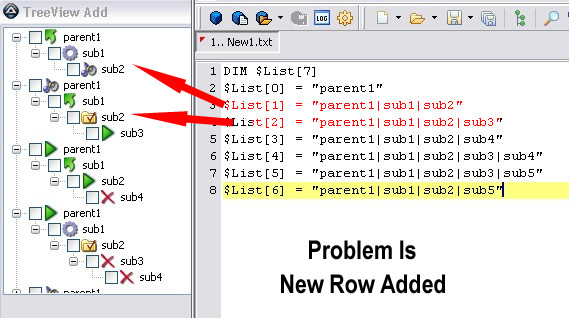 TreeView Add
parent1
sub1
sub2
parent1
sub1
sub2
sub3
parent1
sub1
sub2
sub4
parent1
sub1
sub2
sub3
sub4
LOG
1.. New1.txt
1 DIM $List[7]
2 $List[0] = "parent1"
3 $List[1] = "parent1|sub1|sub2"
4 $List[2] = "parent1|sub1|sub2|sub3"
5 $List[3] = "parent1|sub1|sub2|sub4"
6 $List[4] = "parent1|sub1|sub2|sub3|sub4"
7 $List[5] = "parent1|sub1|sub2|sub3|sub5"
8 $List[6] = "parent1|sub1|sub2|sub5"
Problem Is
New Row Added